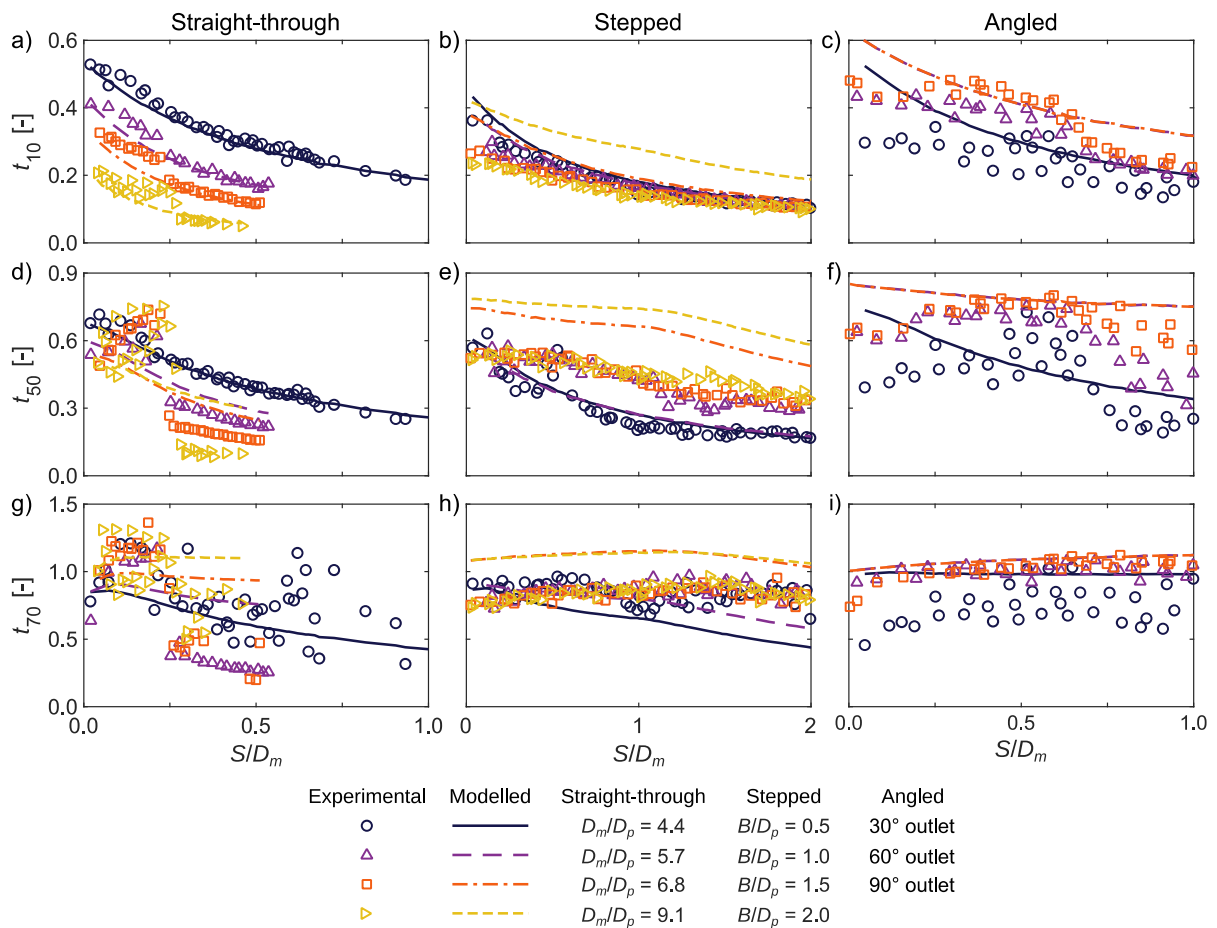 Straight-through Stepped Angled
a) b) c)
0.6
0.4
0.2
0.0
t10 [-]
d) e) f)
0.9
0.6
0.3
0.0
t50 [-]
g) h) i)
1.5
1.0
0.5
0.0
t70 [-]
0.0 0.5 1.0 0 1 2 0.0 0.5 1.0
S/Dm S/Dm S/Dm
Experimental Modelled Straight-through Stepped Angled
Dm/Dp = 4.4 B/Dp = 0.5 30° outlet
Dm/Dp = 5.7 B/Dp = 1.0 60° outlet
Dm/Dp = 6.8 B/Dp = 1.5 90° outlet
Dm/Dp = 9.1 B/Dp = 2.0